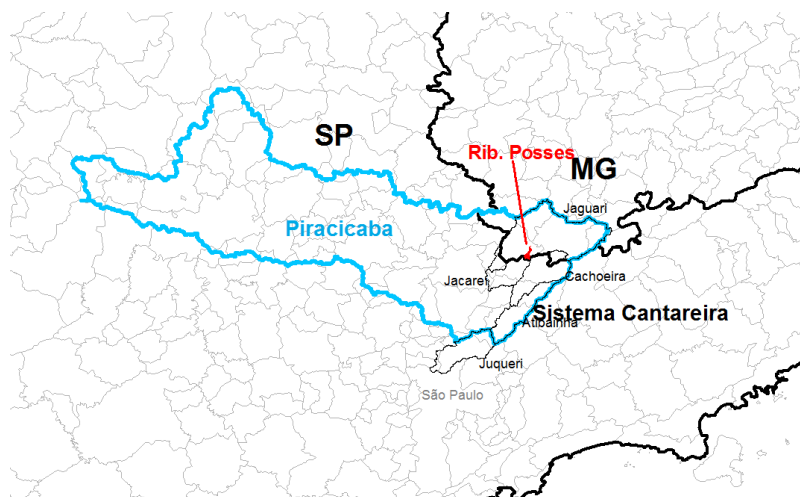 SP
Rib. Posses
MG
Jaguari
Piracicaba
Jacareí
Cachoeira
Sistema Cantareira
Atibainha
Juqueri
São Paulo